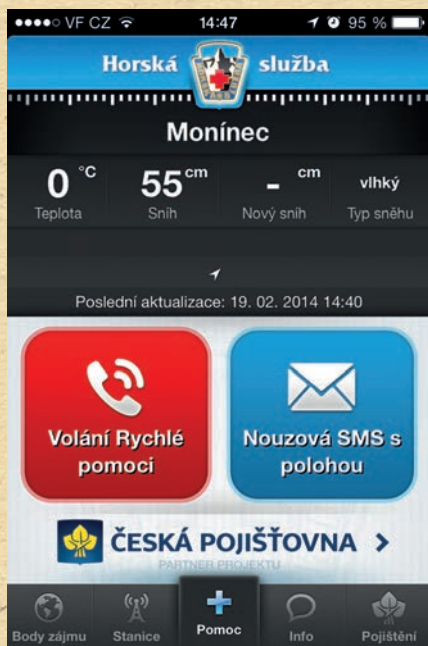 VF CZ 14:47 95 %
Horská služba
Monínec
0 °C 55 cm - cm vlhký
Teplota Sníh Nový sníh Typ sněhu
Poslední aktualizace: 19. 02. 2014 14:40
Volání Rychlé
pomoci
Nouzová SMS s
polohou
ČESKÁ POJIŠŤOVNA >
PARTNER PROJEKTU
Body zájmu Stanice Pomoc Info Pojištění